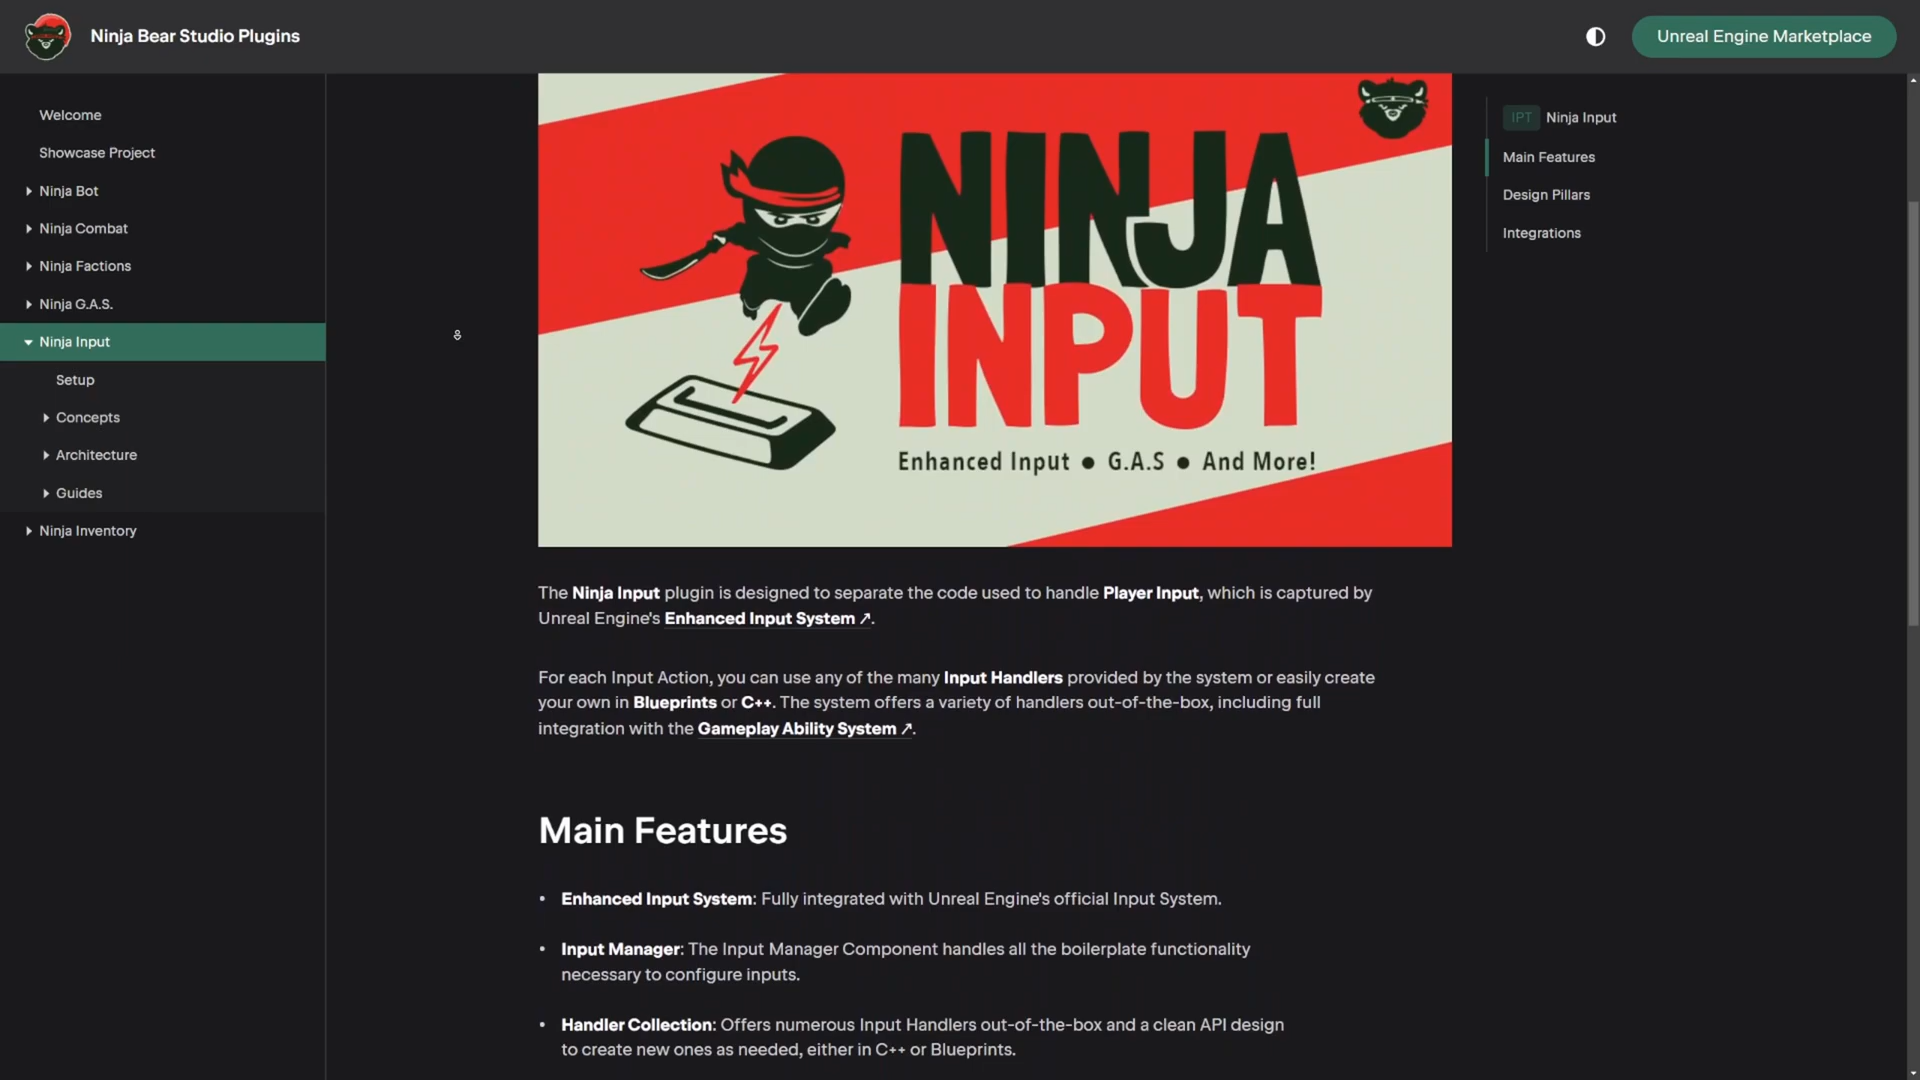 Ninja Bear Studio Plugins
Unreal Engine Marketplace
Welcome
Showcase Project
Ninja Bot
Ninja Combat
Ninja Factions
Ninja G.A.S.
Ninja Input
Setup
Concepts
Architecture
Guides
Ninja Inventory
NINJA
INPUT
Enhanced Input ● G.A.S ● And More!
The Ninja Input plugin is designed to separate the code used to handle Player Input, which is captured by
Unreal Engine's Enhanced Input System ↗.
For each Input Action, you can use any of the many Input Handlers provided by the system or easily create
your own in Blueprints or C++. The system offers a variety of handlers out-of-the-box, including full
integration with the Gameplay Ability System ↗.
Main Features
• Enhanced Input System: Fully integrated with Unreal Engine's official Input System.
• Input Manager: The Input Manager Component handles all the boilerplate functionality
necessary to configure inputs.
• Handler Collection: Offers numerous Input Handlers out-of-the-box and a clean API design
to create new ones as needed, either in C++ or Blueprints.
IPT Ninja Input
Main Features
Design Pillars
Integrations